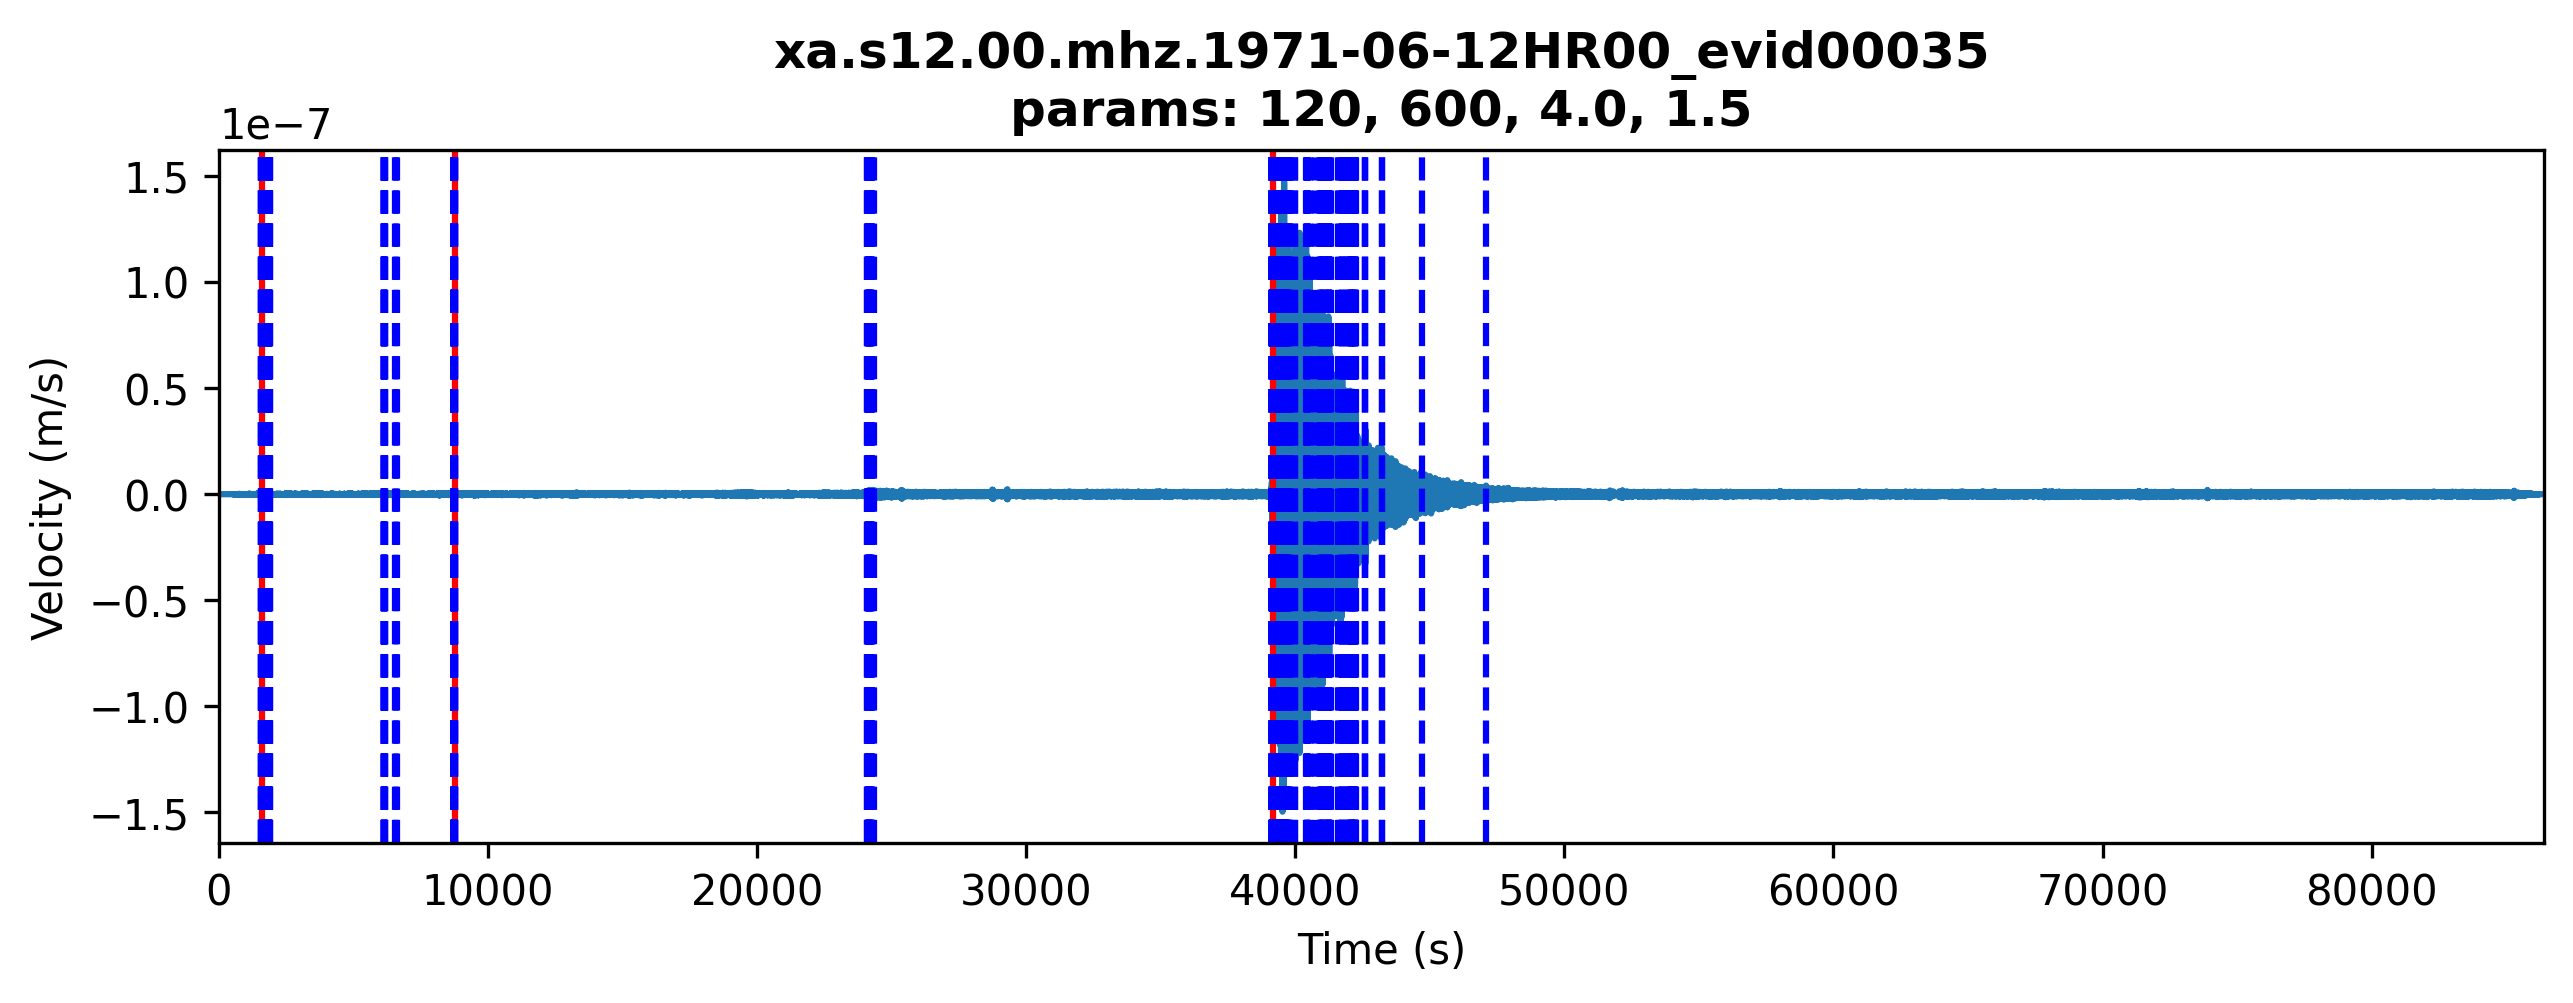 xa.s12.00.mhz.1971-06-12HR00_evid00035
params: 120, 600, 4.0, 1.5
1e−7
1.5
1.0
0.5
0.0
−0.5
−1.0
−1.5
Velocity (m/s)
0 10000 20000 30000 40000 50000 60000 70000 80000
Time (s)